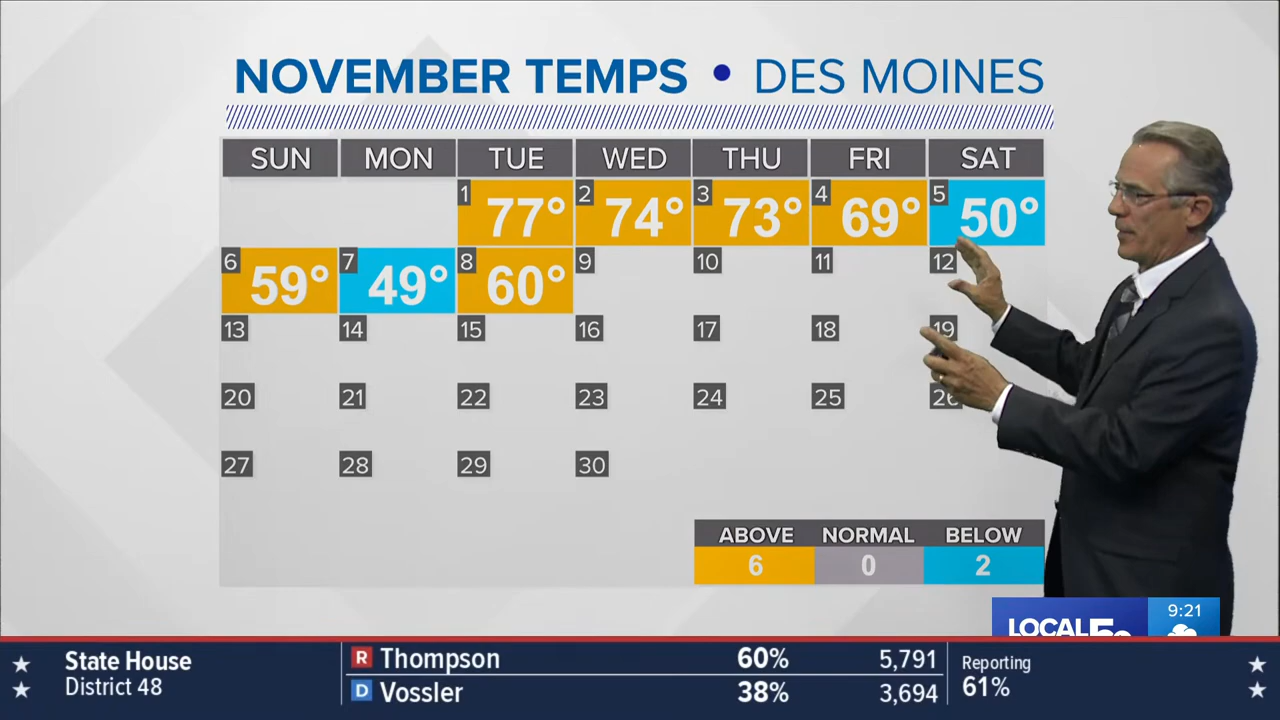 NOVEMBER TEMPS • DES MOINES
SUN MON TUE WED THU FRI SAT
1 77° 2 74° 3 73° 4 69° 5 50°
6 59° 7 49° 8 60° 9 10 11 12
13 14 15 16 17 18 19
20 21 22 23 24 25 26
27 28 29 30
ABOVE NORMAL BELOW
6 0 2
LOCAL 5 9:21
State House R Thompson 60% 5,791 Reporting
District 48 D Vossler 38% 3,694 61%